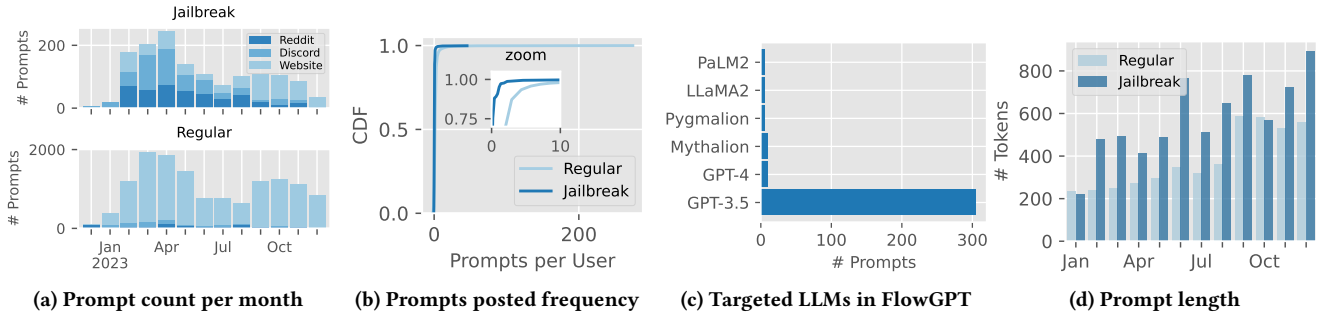 Jailbreak
# Prompts
200
0
Reddit
Discord
Website
Regular
# Prompts
2000
0
Jan
2023
Apr
Jul
Oct
(a) Prompt count per month
CDF
1.0
0.5
0.0
zoom
1.00
0.75
0
10
Regular
Jailbreak
0
200
Prompts per User
(b) Prompts posted frequency
PaLM2
LLaMA2
Pygmalion
Mythalion
GPT-4
GPT-3.5
0
100
200
300
# Prompts
(c) Targeted LLMs in FlowGPT
# Tokens
800
600
400
200
0
Regular
Jailbreak
Jan
Apr
Jul
Oct
(d) Prompt length